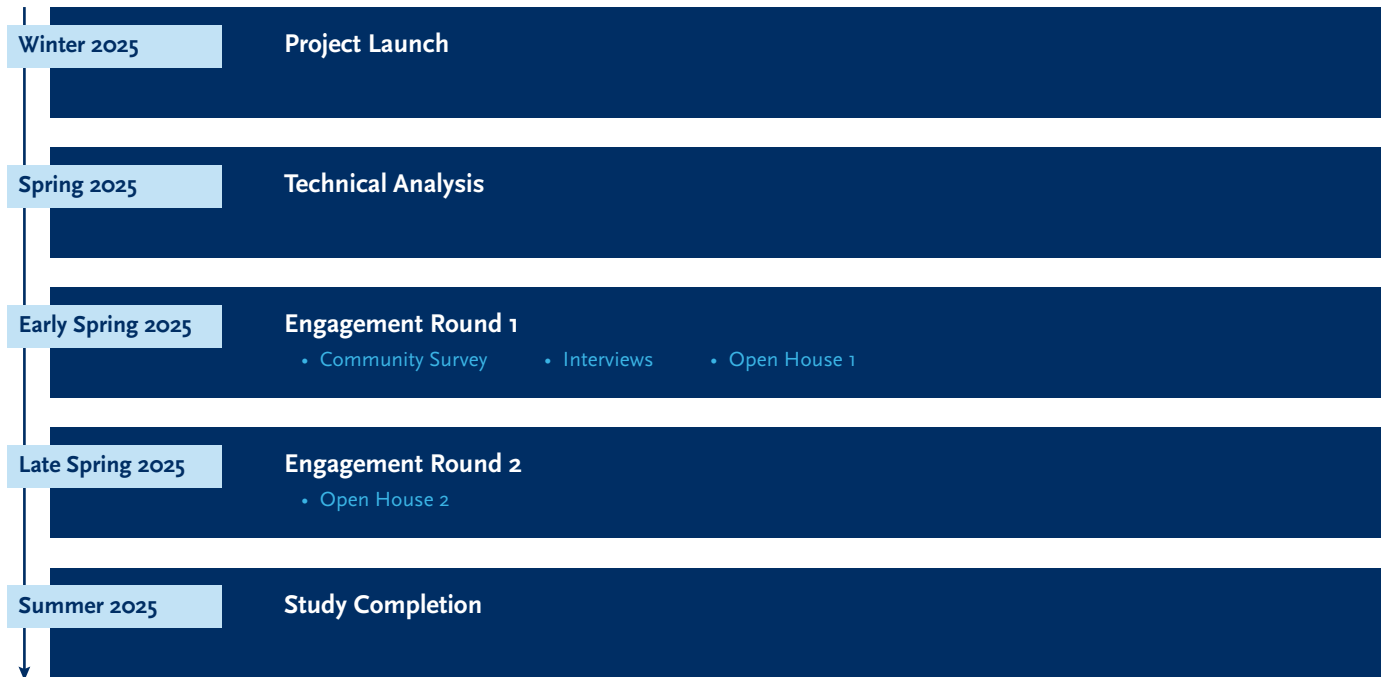 Winter 2025 Project Launch
Spring 2025 Technical Analysis
Early Spring 2025 Engagement Round 1
• Community Survey • Interviews • Open House 1
Late Spring 2025 Engagement Round 2
• Open House 2
Summer 2025 Study Completion